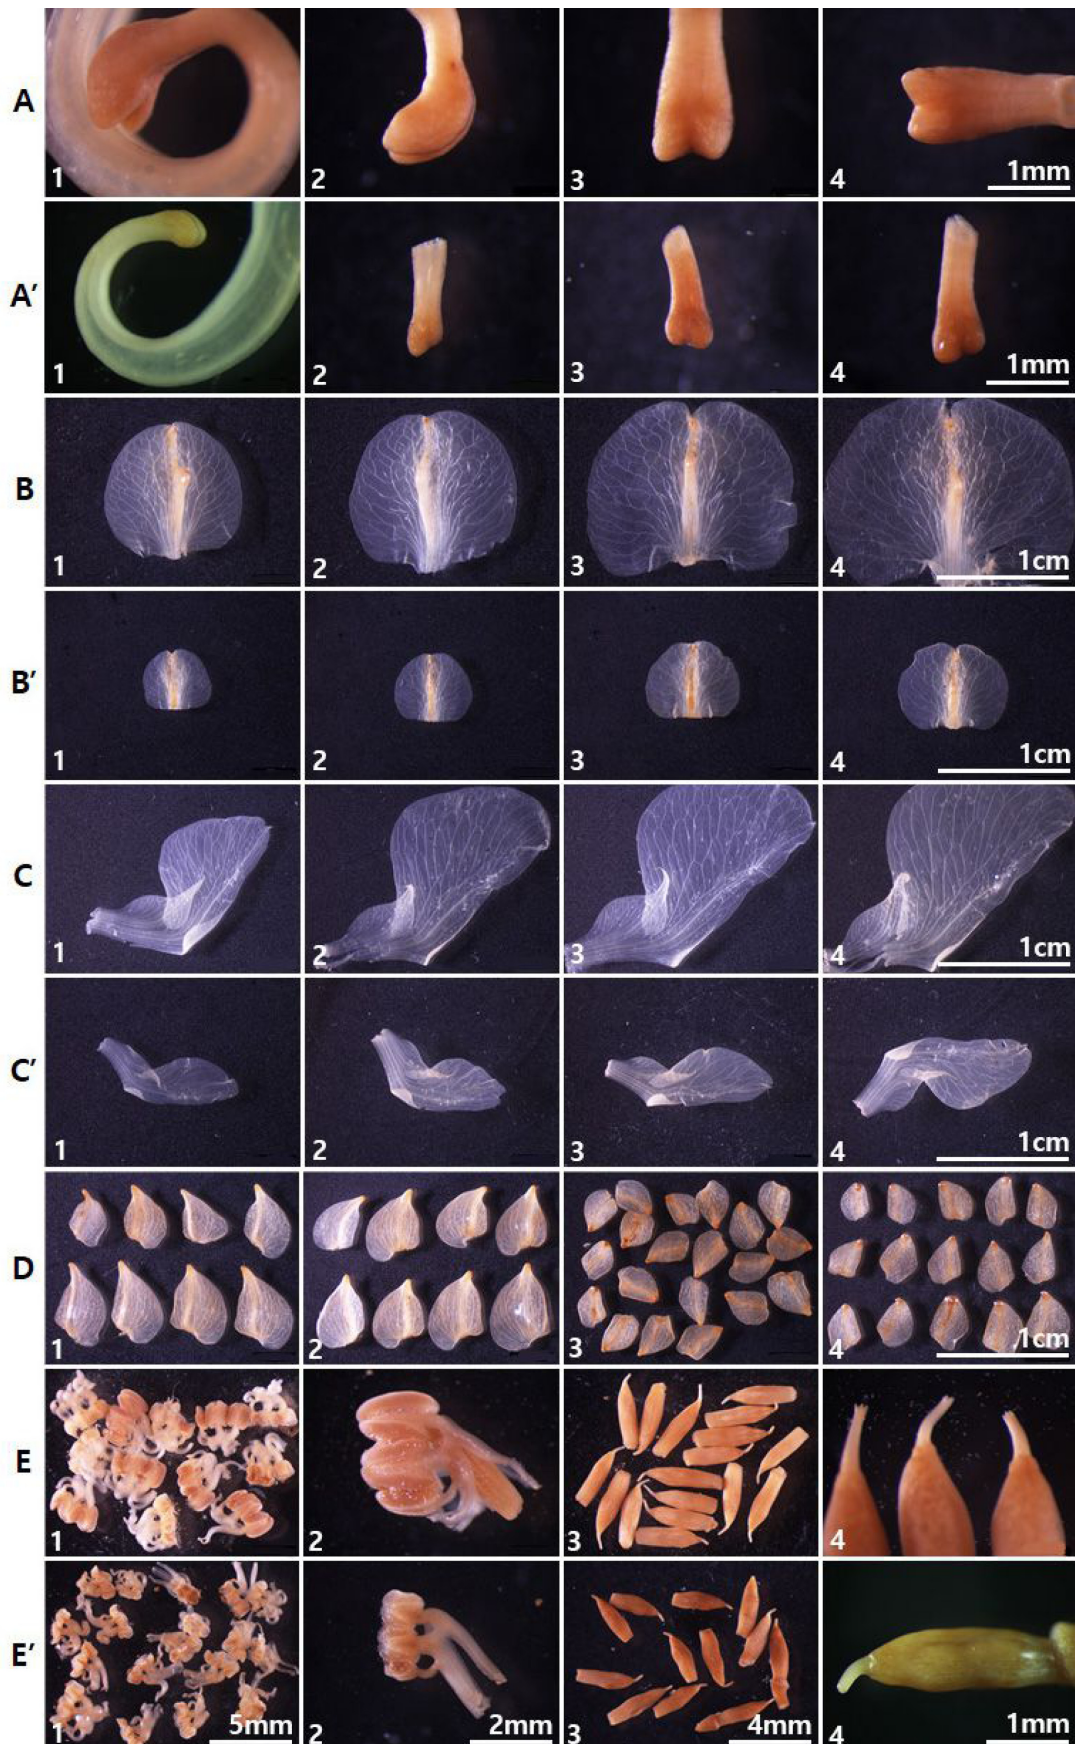 A 1 2 3 4 1mm
A′ 1 2 3 4 1mm
B 1 2 3 4 1cm
B′ 1 2 3 4 1cm
C 1 2 3 4 1cm
C′ 1 2 3 4 1cm
D 1 2 3 4 1cm
E 1 2 3 4
E′ 1 5mm 2 2mm 3 4mm 4 1mm